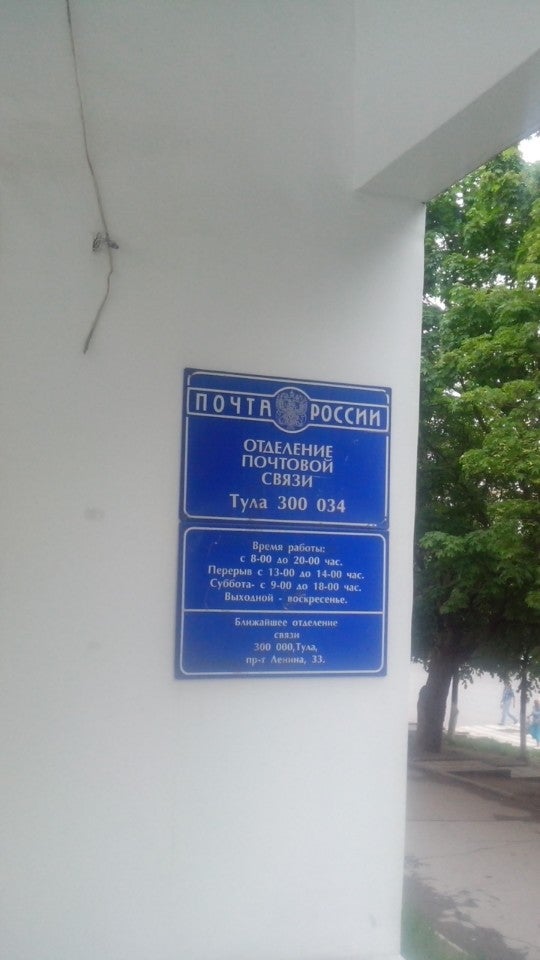 ПОЧТА РОССИИ
ОТДЕЛЕНИЕ
ПОЧТОВОЙ
СВЯЗИ
Тула 300 034
Время работы:
с 8-00 до 20-00 час.
Перерыв с 13-00 до 14-00 час.
Суббота- с 9-00 до 18-00 час.
Выходной - воскресенье.
Ближайшее отделение
связи
300 000,Тула,
пр-т Ленина, 33.